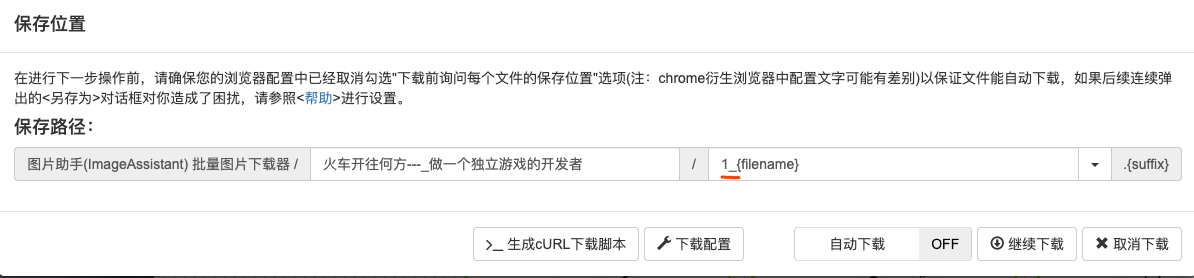 保存位置
在进行下一步操作前，请确保您的浏览器配置中已经取消勾选"下载前询问每个文件的保存位置"选项(注：chrome衍生浏览器中配置文字可能有差别)以保证文件能自动下载，如果后续连续弹
出的<另存为>对话框对你造成了困扰，请参照<帮助>进行设置。
保存路径：
图片助手(ImageAssistant) 批量图片下载器 / 火车开往何方---_做一个独立游戏的开发者 / 1_{filename} .{suffix}
>_ 生成cURL下载脚本 下载配置 自动下载 OFF 继续下载 取消下载